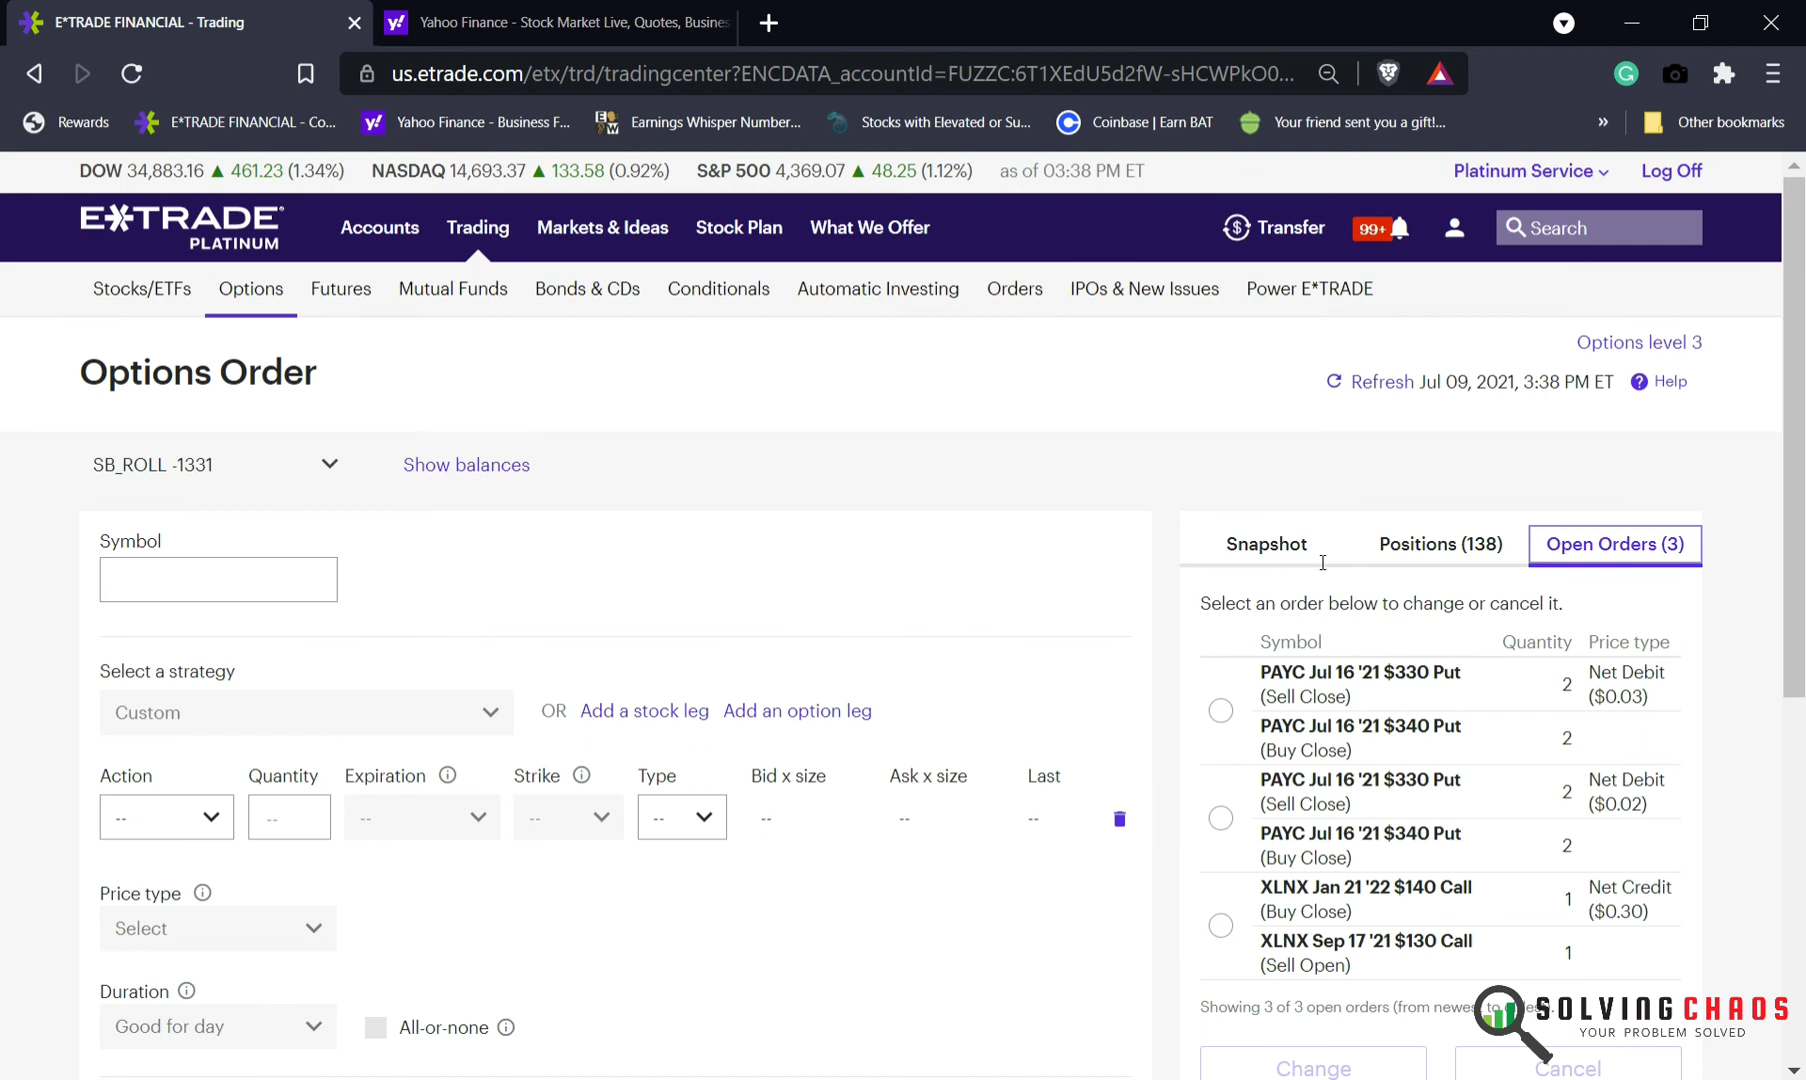 E*TRADE FINANCIAL - Trading
Yahoo Finance - Stock Market Live, Quotes, Busines
us.etrade.com/etx/trd/tradingcenter?ENCDATA_accountId=FUZZC:6T1XEdU5d2fW-sHCWPkO0...
Rewards
E*TRADE FINANCIAL - Co...
Yahoo Finance - Business F...
Earnings Whisper Number...
Stocks with Elevated or Su...
Coinbase | Earn BAT
Your friend sent you a gift!...
»
Other bookmarks
DOW 34,883.16 ▲ 461.23 (1.34%) NASDAQ 14,693.37 ▲ 133.58 (0.92%) S&P 500 4,369.07 ▲ 48.25 (1.12%) as of 03:38 PM ET
Platinum Service
Log Off
E*TRADE
PLATINUM
Accounts
Trading
Markets & Ideas
Stock Plan
What We Offer
Transfer
99+
Search
Stocks/ETFs
Options
Futures
Mutual Funds
Bonds & CDs
Conditionals
Automatic Investing
Orders
IPOs & New Issues
Power E*TRADE
Options level 3
Options Order
Refresh Jul 09, 2021, 3:38 PM ET
Help
SB_ROLL -1331
Show balances
Symbol
Select a strategy
Custom
OR Add a stock leg Add an option leg
Action Quantity Expiration Strike Type Bid x size Ask x size Last
-- -- -- -- -- -- -- --
Price type
Select
Duration
Good for day
All-or-none
Snapshot
Positions (138)
Open Orders (3)
Select an order below to change or cancel it.
Symbol Quantity Price type
PAYC Jul 16 '21 $330 Put
(Sell Close)
2
Net Debit
($0.03)
PAYC Jul 16 '21 $340 Put
(Buy Close)
2
PAYC Jul 16 '21 $330 Put
(Sell Close)
2
Net Debit
($0.02)
PAYC Jul 16 '21 $340 Put
(Buy Close)
2
XLNX Jan 21 '22 $140 Call
(Buy Close)
1
Net Credit
($0.30)
XLNX Sep 17 '21 $130 Call
(Sell Open)
1
Showing 3 of 3 open orders (from newest to
Change
Cancel
SOLVING CHAOS
YOUR PROBLEM SOLVED